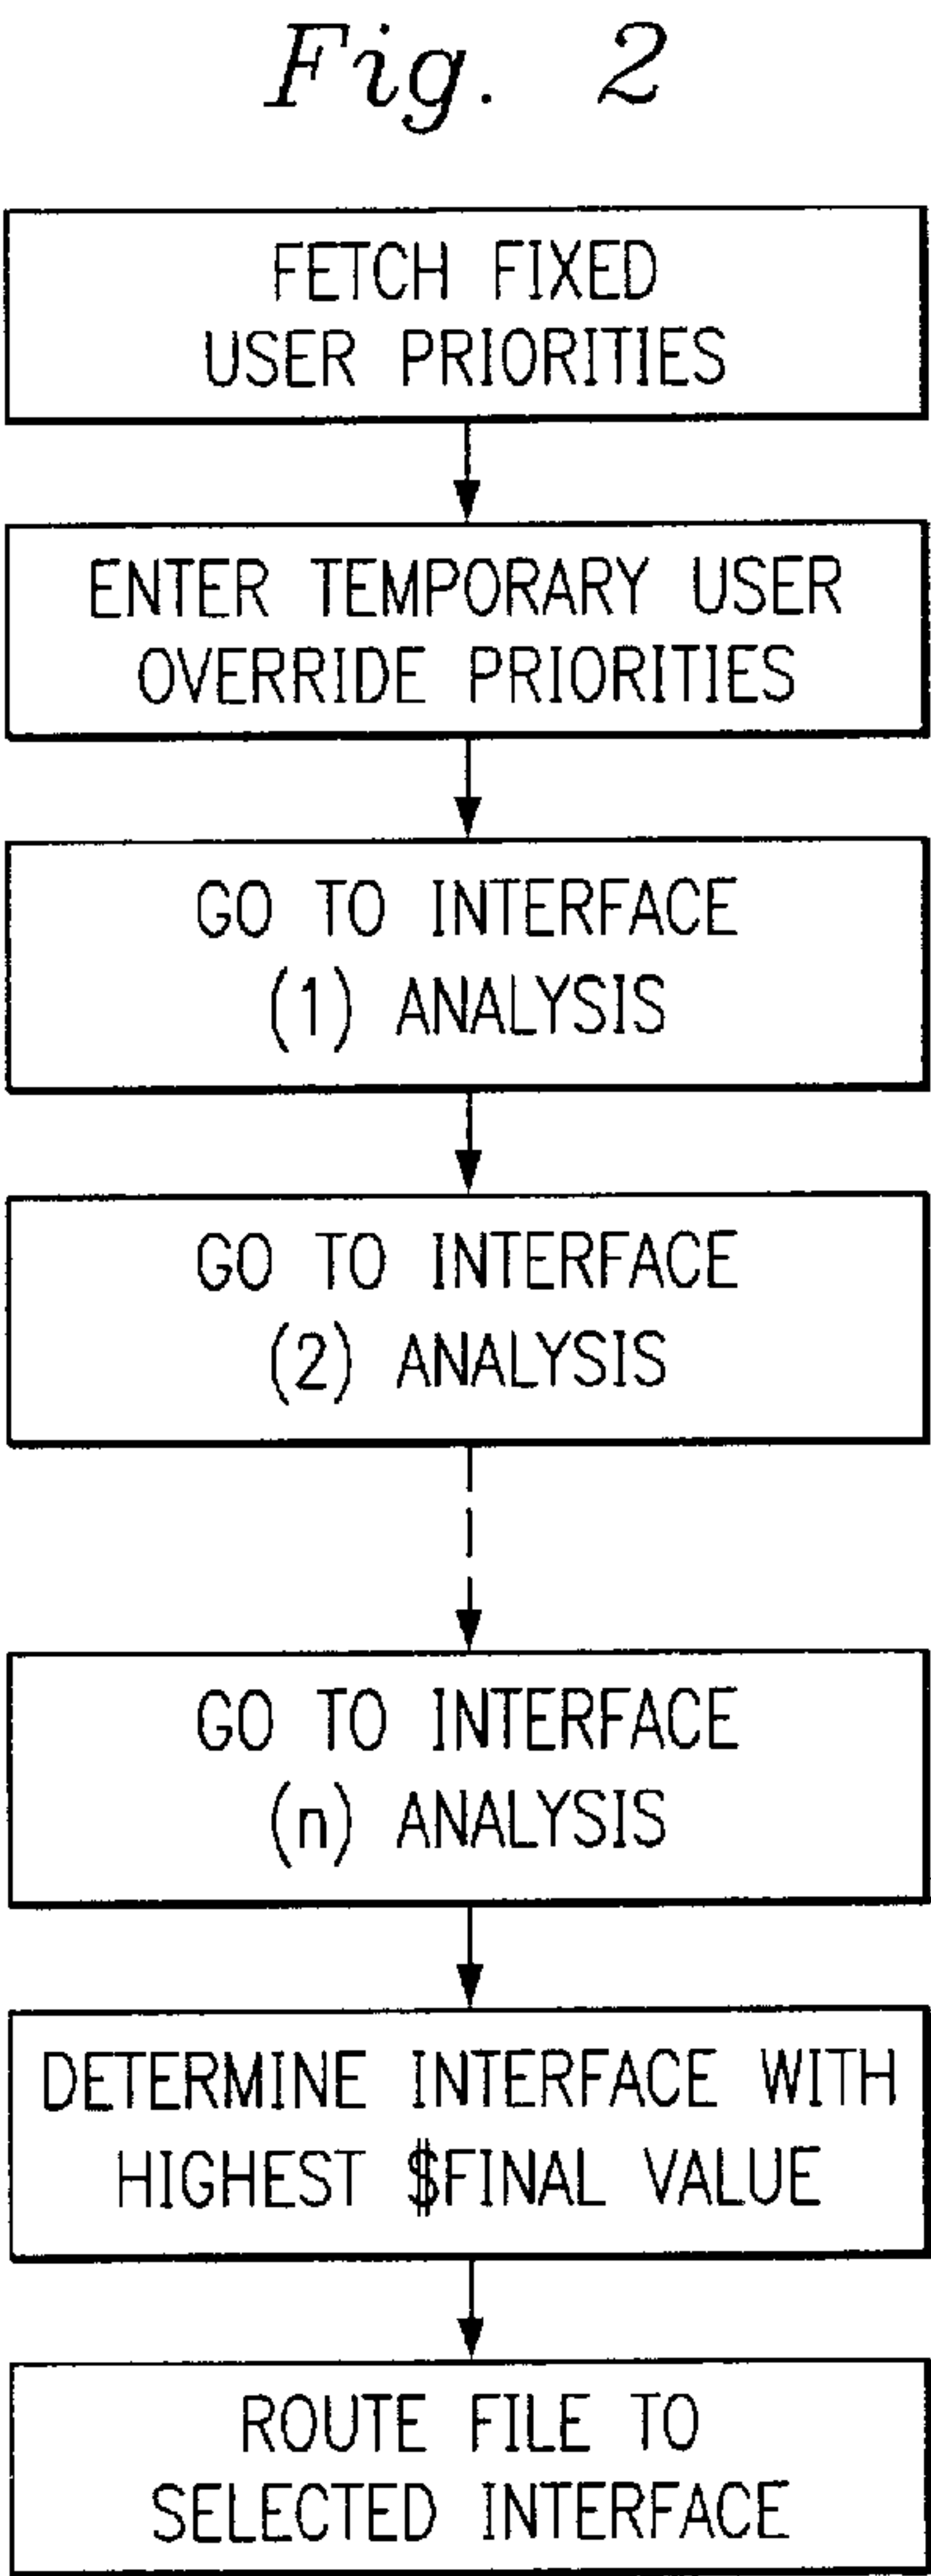 Fig. 2
FETCH FIXED
USER PRIORITIES
ENTER TEMPORARY USER
OVERRIDE PRIORITIES
GO TO INTERFACE
(1) ANALYSIS
GO TO INTERFACE
(2) ANALYSIS
GO TO INTERFACE
(n) ANALYSIS
DETERMINE INTERFACE WITH
HIGHEST $FINAL VALUE
ROUTE FILE TO
SELECTED INTERFACE